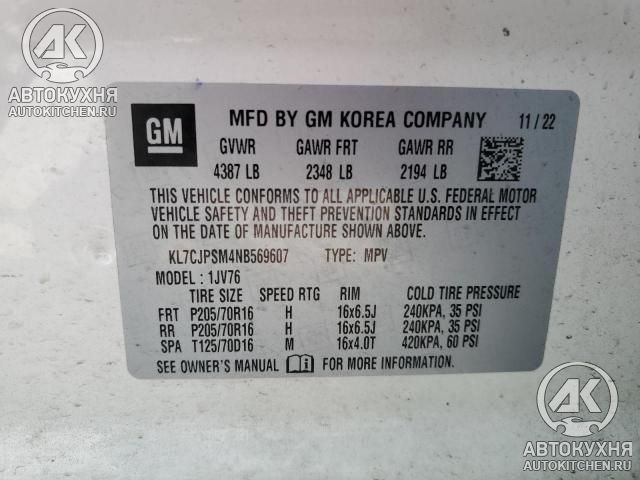 AK
АВТОКУХНЯ
AUTOKITCHEN.RU
GM
MFD BY GM KOREA COMPANY 11/22
GVWR GAWR FRT GAWR RR
4387 LB 2348 LB 2194 LB
THIS VEHICLE CONFORMS TO ALL APPLICABLE U.S. FEDERAL MOTOR
VEHICLE SAFETY AND THEFT PREVENTION STANDARDS IN EFFECT
ON THE DATE OF MANUFACTURE SHOWN ABOVE.
KL7CJPSM4NB569607 TYPE: MPV
MODEL : 1JV76
TIRE SIZE SPEED RTG RIM COLD TIRE PRESSURE
FRT P205/70R16 H 16x6.5J 240KPA, 35 PSI
RR P205/70R16 H 16x6.5J 240KPA, 35 PSI
SPA T125/70D16 M 16x4.0T 420KPA, 60 PSI
SEE OWNER'S MANUAL FOR MORE INFORMATION.
AK
АВТОКУХНЯ
AUTOKITCHEN.RU